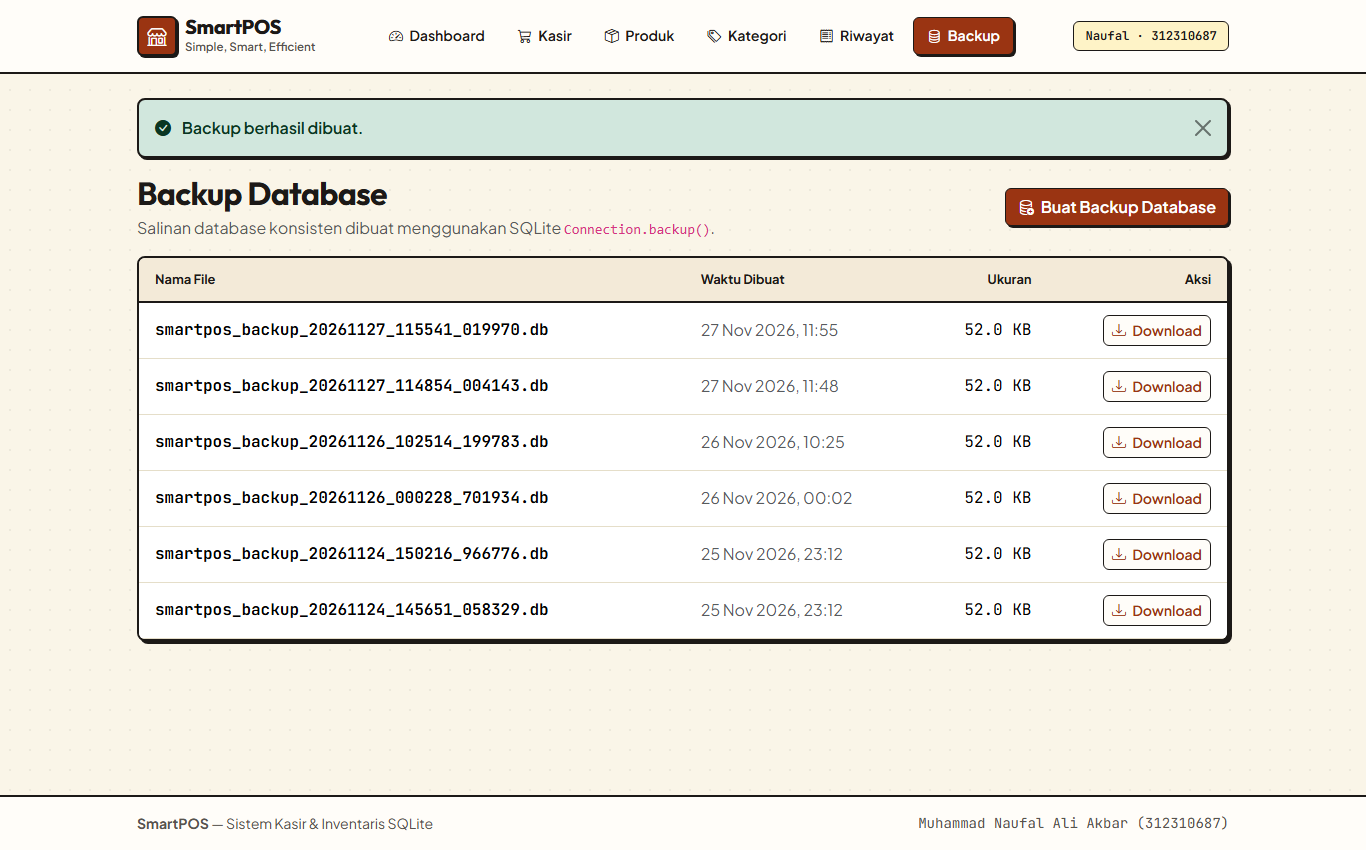 SmartPOS
Simple, Smart, Efficient
Dashboard
Kasir
Produk
Kategori
Riwayat
Backup
Naufal · 312310687
Backup berhasil dibuat.
Backup Database
Salinan database konsisten dibuat menggunakan SQLite Connection.backup().
Buat Backup Database
Nama File Waktu Dibuat Ukuran Aksi
smartpos_backup_20261127_115541_019970.db 27 Nov 2026, 11:55 52.0 KB Download
smartpos_backup_20261127_114854_004143.db 27 Nov 2026, 11:48 52.0 KB Download
smartpos_backup_20261126_102514_199783.db 26 Nov 2026, 10:25 52.0 KB Download
smartpos_backup_20261126_000228_701934.db 26 Nov 2026, 00:02 52.0 KB Download
smartpos_backup_20261124_150216_966776.db 25 Nov 2026, 23:12 52.0 KB Download
smartpos_backup_20261124_145651_058329.db 25 Nov 2026, 23:12 52.0 KB Download
SmartPOS — Sistem Kasir & Inventaris SQLite
Muhammad Naufal Ali Akbar (312310687)